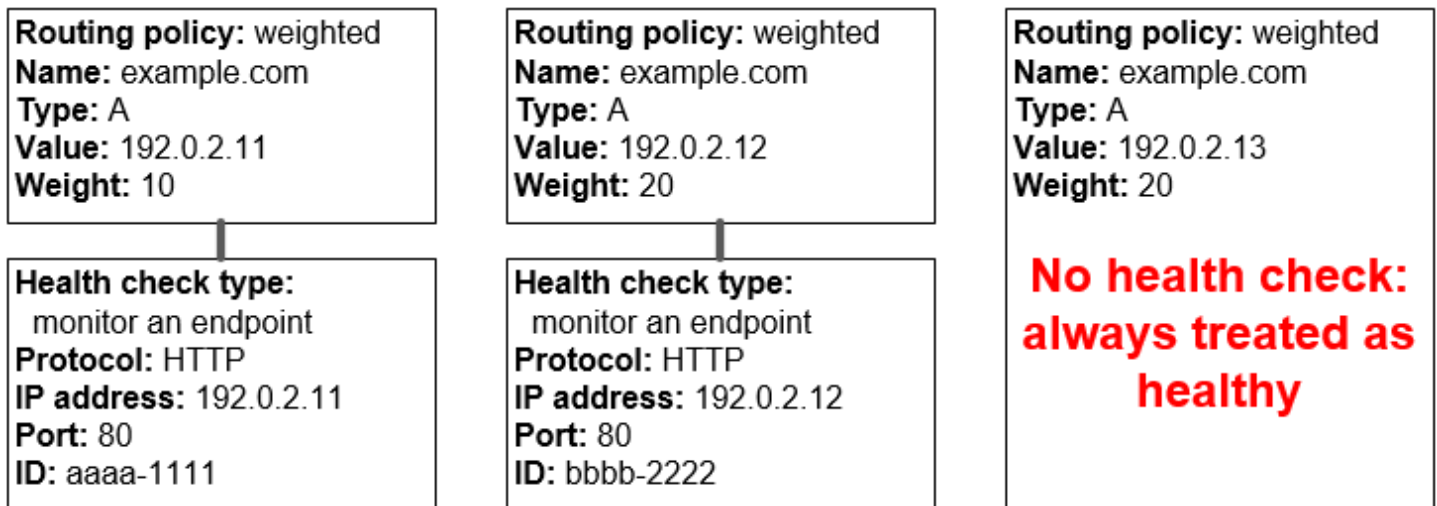 Routing policy: weighted
Name: example.com
Type: A
Value: 192.0.2.11
Weight: 10
Health check type:
monitor an endpoint
Protocol: HTTP
IP address: 192.0.2.11
Port: 80
ID: aaaa-1111
Routing policy: weighted
Name: example.com
Type: A
Value: 192.0.2.12
Weight: 20
Health check type:
monitor an endpoint
Protocol: HTTP
IP address: 192.0.2.12
Port: 80
ID: bbbb-2222
Routing policy: weighted
Name: example.com
Type: A
Value: 192.0.2.13
Weight: 20
No health check:
always treated as
healthy